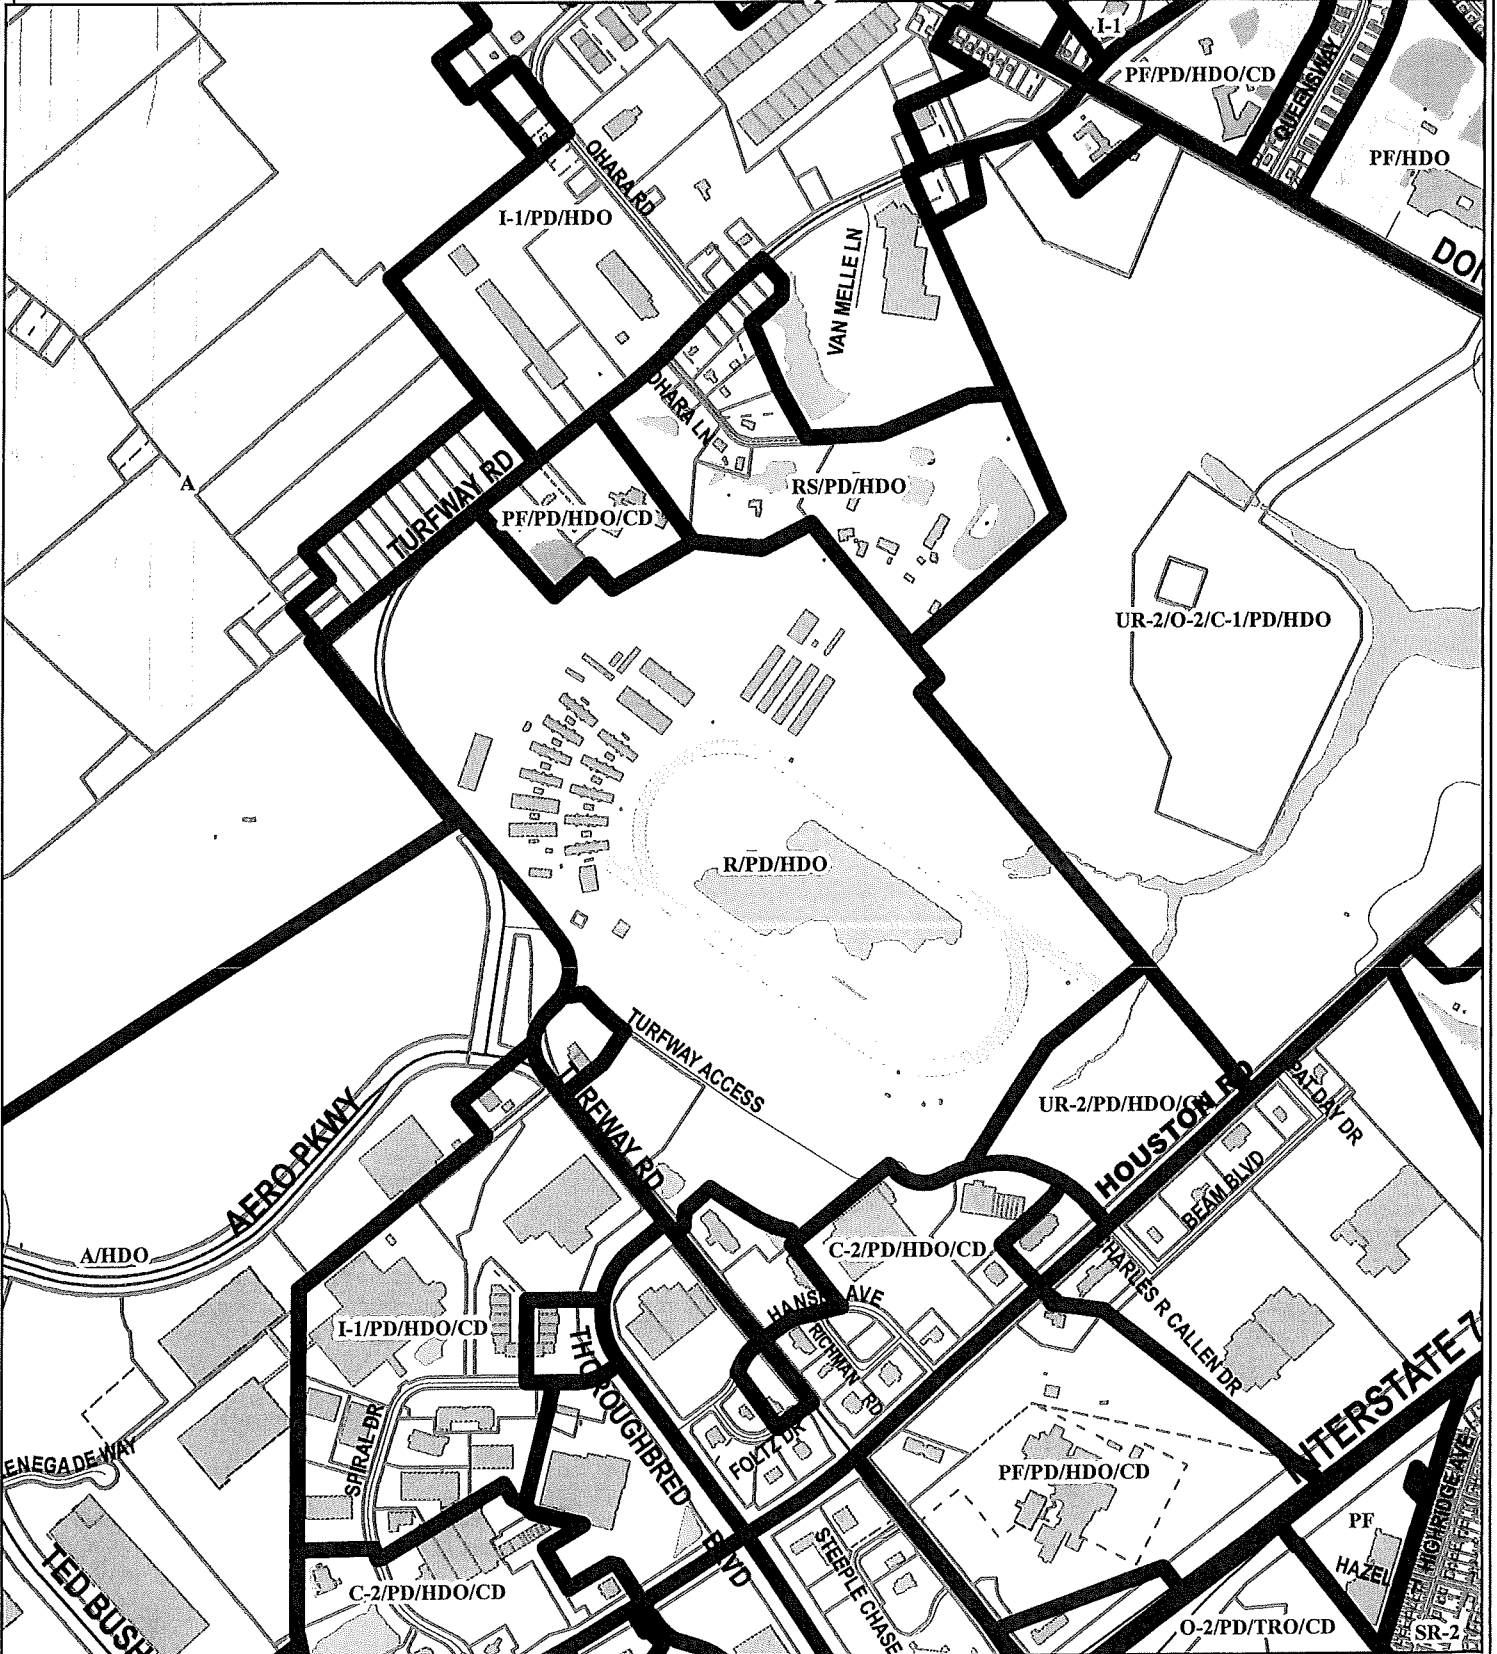 I-1
PF/PD/HDO/CD
QUEENSWAY
PF/HDO
OHARA RD
I-1/PD/HDO
VAN MELLE LN
OHARA LN
A
TURFWAY RD
RS/PD/HDO
PF/PD/HDO/CD
UR-2/O-2/C-1/PD/HDO
R/PD/HDO
TURFWAY ACCESS
TURFWAY RD
UR-2/PD/HDO/
HOUSTON RD
PAT DAY DR
AERO PKWY
BEAM BLVD
A/HDO
C-2/PD/HDO/CD
CHARLES R CALLEN DR
AVE
I-1/PD/HDO/CD
RICHMAN RD
THOROUGHBRED BLVD
INTERSTATE 7
SPIRAL DR
FOLTZ DR
ENEGADE WAY
PF/PD/HDO/CD
HIGHRIDGE AVE
PF
HAZEL
STEEPLE CHASE
TED BUSH
C-2/PD/HDO/CD
O-2/PD/TRO/CD
SR-2